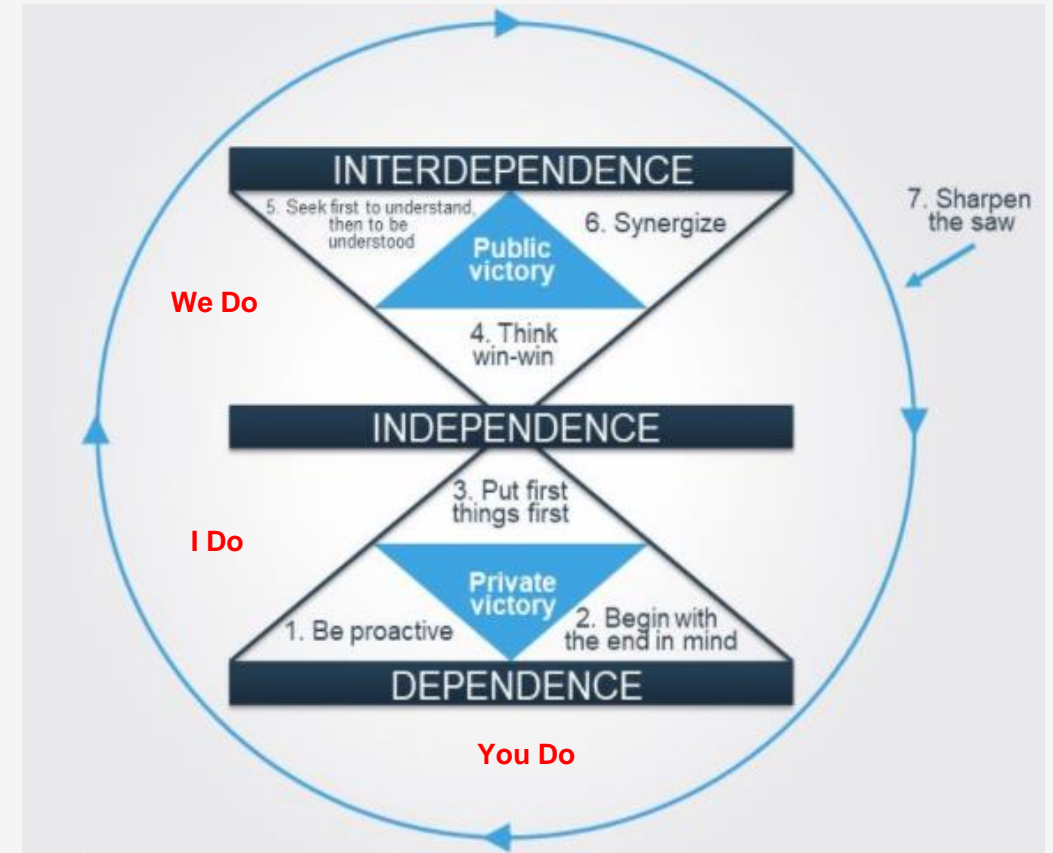 INTERDEPENDENCE
5. Seek first to understand,
then to be
understood
6. Synergize
Public
victory
7. Sharpen
the saw
We Do
4. Think
win-win
INDEPENDENCE
3. Put first
things first
I Do
Private
victory
1. Be proactive
2. Begin with
the end in mind
DEPENDENCE
You Do